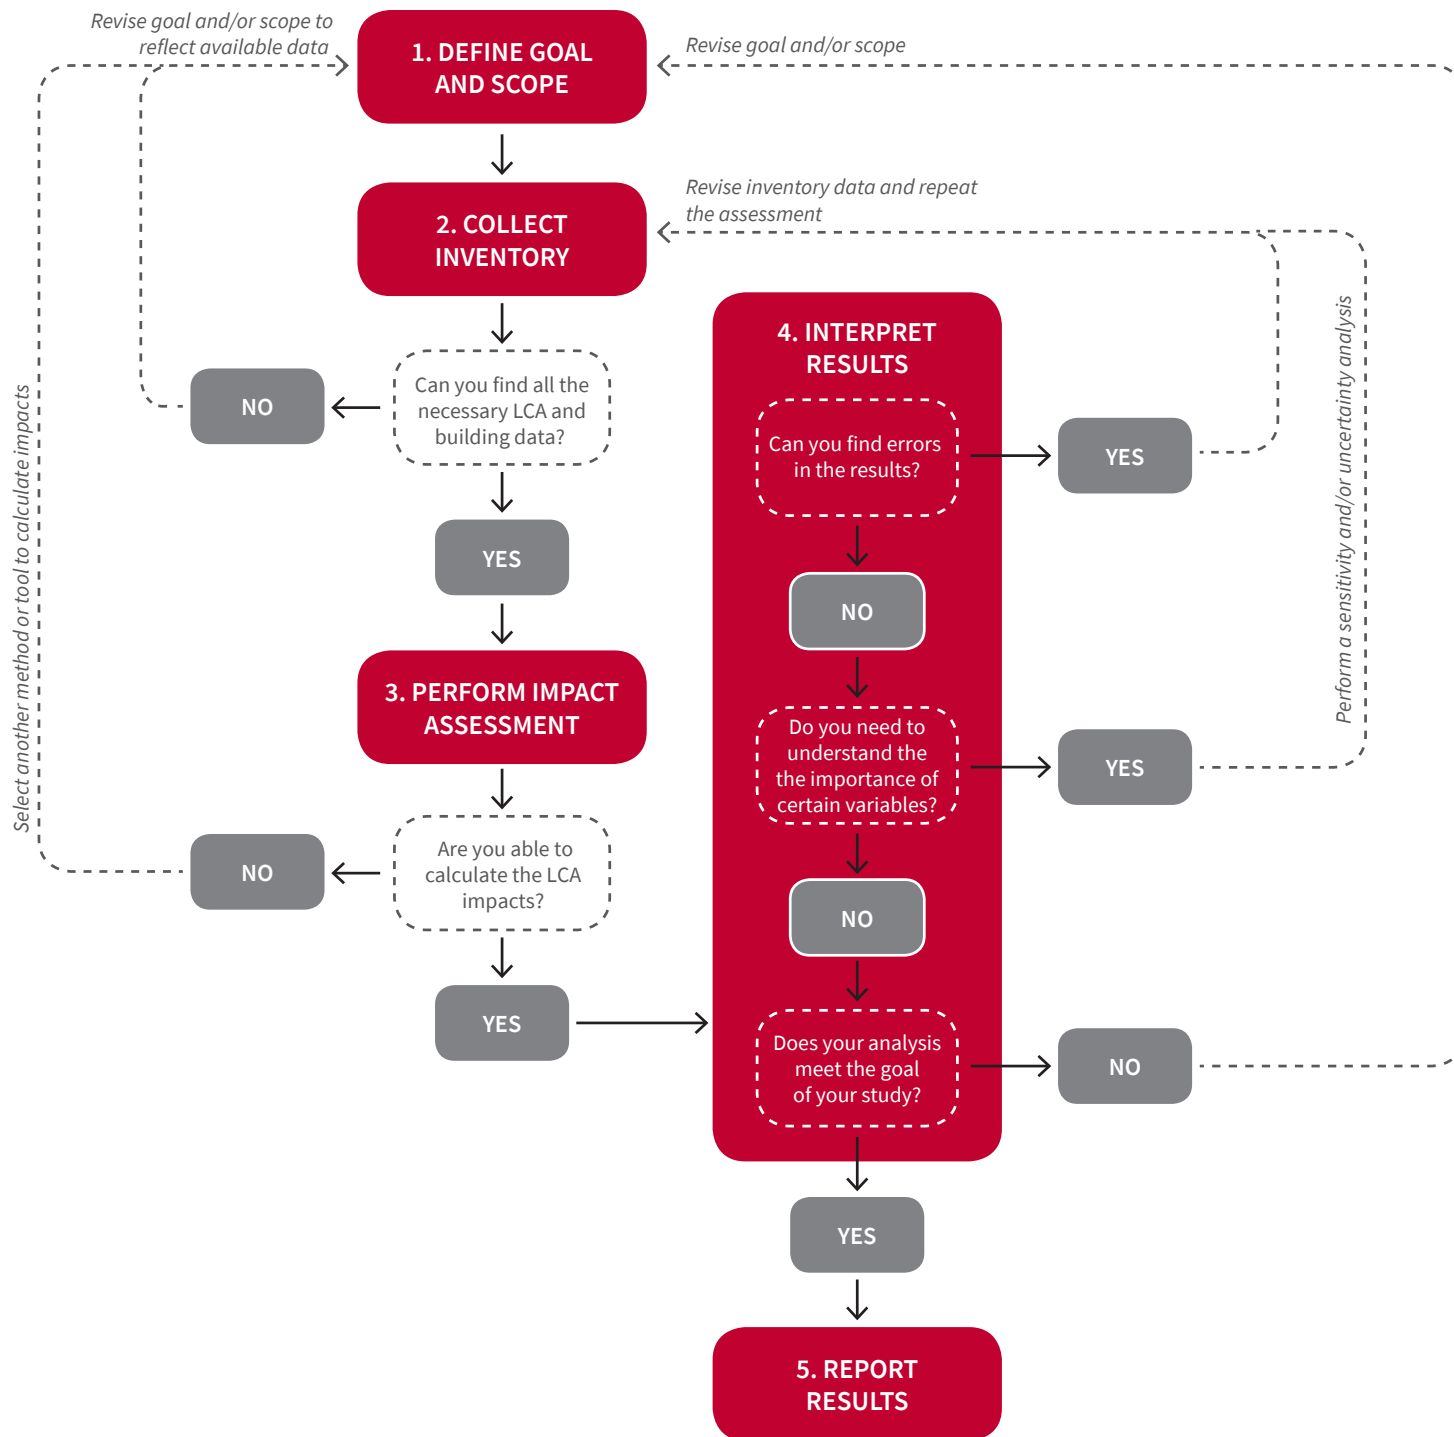 Revise goal and/or scope to
reflect available data
1. DEFINE GOAL
AND SCOPE
Revise goal and/or scope
2. COLLECT
INVENTORY
Revise inventory data and repeat
the assessment
Can you find all the
necessary LCA and
building data?
NO
YES
Select another method or tool to calculate impacts
3. PERFORM IMPACT
ASSESSMENT
Are you able to
calculate the LCA
impacts?
NO
YES
4. INTERPRET
RESULTS
Can you find errors
in the results?
YES
NO
Do you need to
understand the
the importance of
certain variables?
YES
Perform a sensitivity and/or uncertainty analysis
NO
Does your analysis
meet the goal
of your study?
NO
YES
5. REPORT
RESULTS